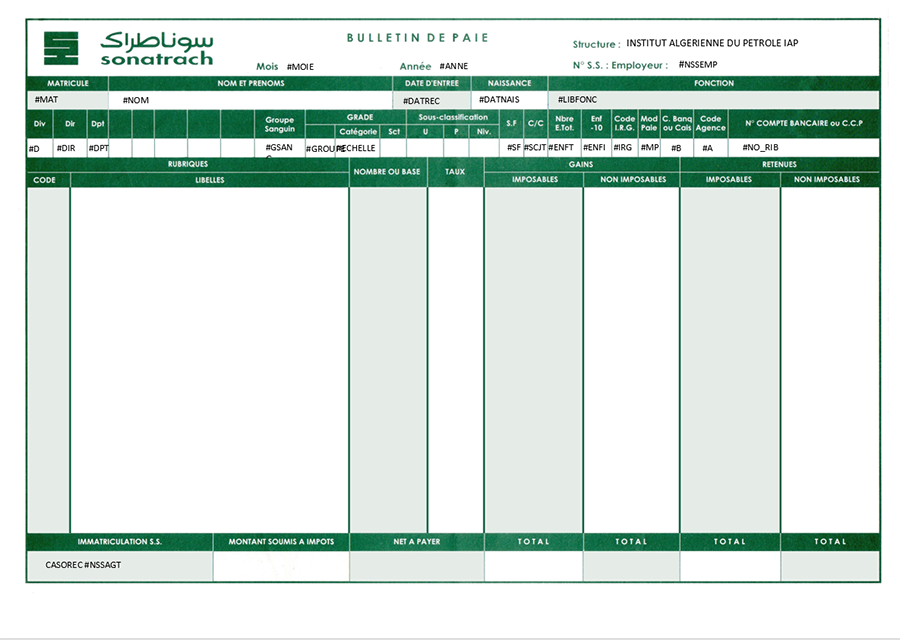 سوناطراك
sonatrach
BULLETIN DE PAIE
Structure : INSTITUT ALGERIENNE DU PETROLE IAP
Mois #MOIE Année #ANNE N° S.S. : Employeur : #NSSEMP
MATRICULE NOM ET PRENOMS DATE D'ENTREE NAISSANCE FONCTION
#MAT #NOM #DATREC #DATNAIS #LIBFONC
Div Dir Dpt Groupe Sanguin GRADE Catégorie Sct Sous-classification U P Niv. S.F C/C Nbre E.Tot. Enf -10 Code I.R.G. Mod Paie C. Banq ou Cais Code Agence N° COMPTE BANCAIRE ou C.C.P
#D #DIR #DPT #GSAN #GROUPE #ECHELLE #SF #SCJT #ENFT #ENFI #IRG #MP #B #A #NO_RIB
RUBRIQUES NOMBRE OU BASE TAUX GAINS RETENUES
CODE LIBELLES IMPOSABLES NON IMPOSABLES IMPOSABLES NON IMPOSABLES
IMMATRICULATION S.S. MONTANT SOUMIS A IMPOTS NET A PAYER TOTAL TOTAL TOTAL TOTAL
CASOREC #NSSAGT